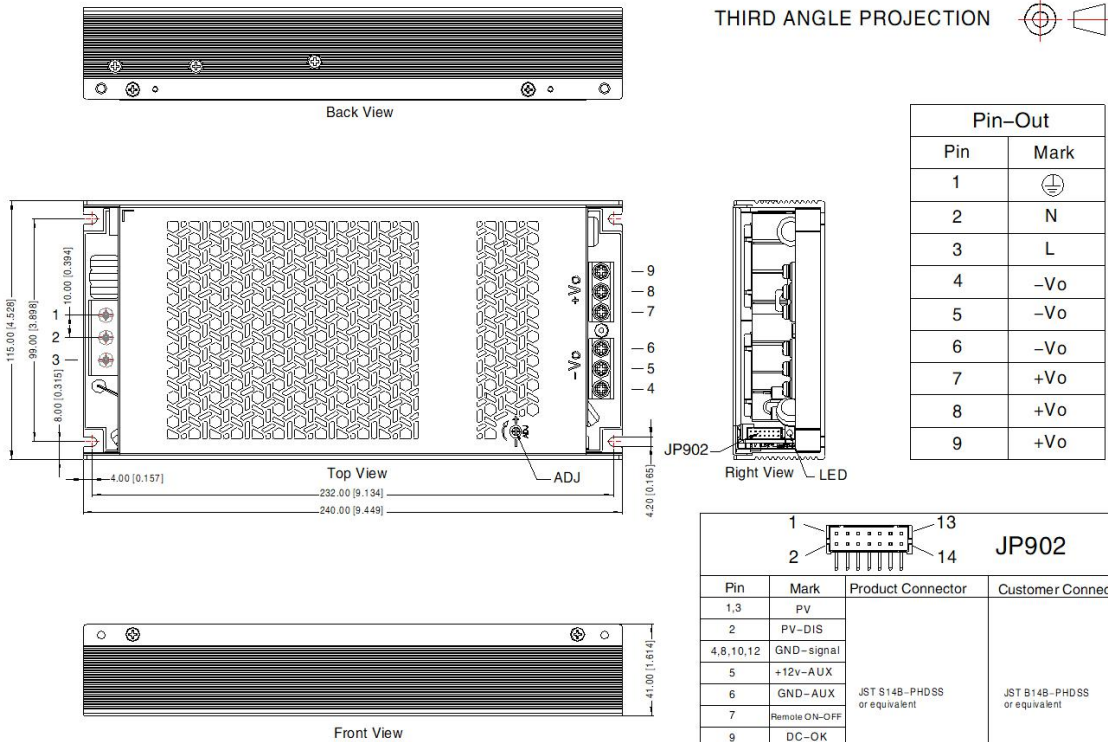 THIRD ANGLE PROJECTION
Back View
Pin-Out
Pin Mark
1
2 N
3 L
4 -Vo
5 -Vo
6 -Vo
7 +Vo
8 +Vo
9 +Vo
115.00 [4.528]
99.00 [3.898]
10.00 [0.394]
8.00 [0.315]
1
2
3
+Vo
-Vo
9
8
7
6
5
4
ADJ
ADJ
4.00 [0.157]
Top View
232.00 [9.134]
240.00 [9.449]
4.20 [0.165]
JP902
Right View
LED
1 13
2 14
JP902
Pin Mark Product Connector Customer Connec
1,3 PV
2 PV-DIS
4,8,10,12 GND-signal
5 +12v-AUX
6 GND-AUX
7 Remote ON-OFF
9 DC-OK
JST S14B-PHDSS
or equivalent
JST B14B-PHDSS
or equivalent
41.00 [1.614]
Front View